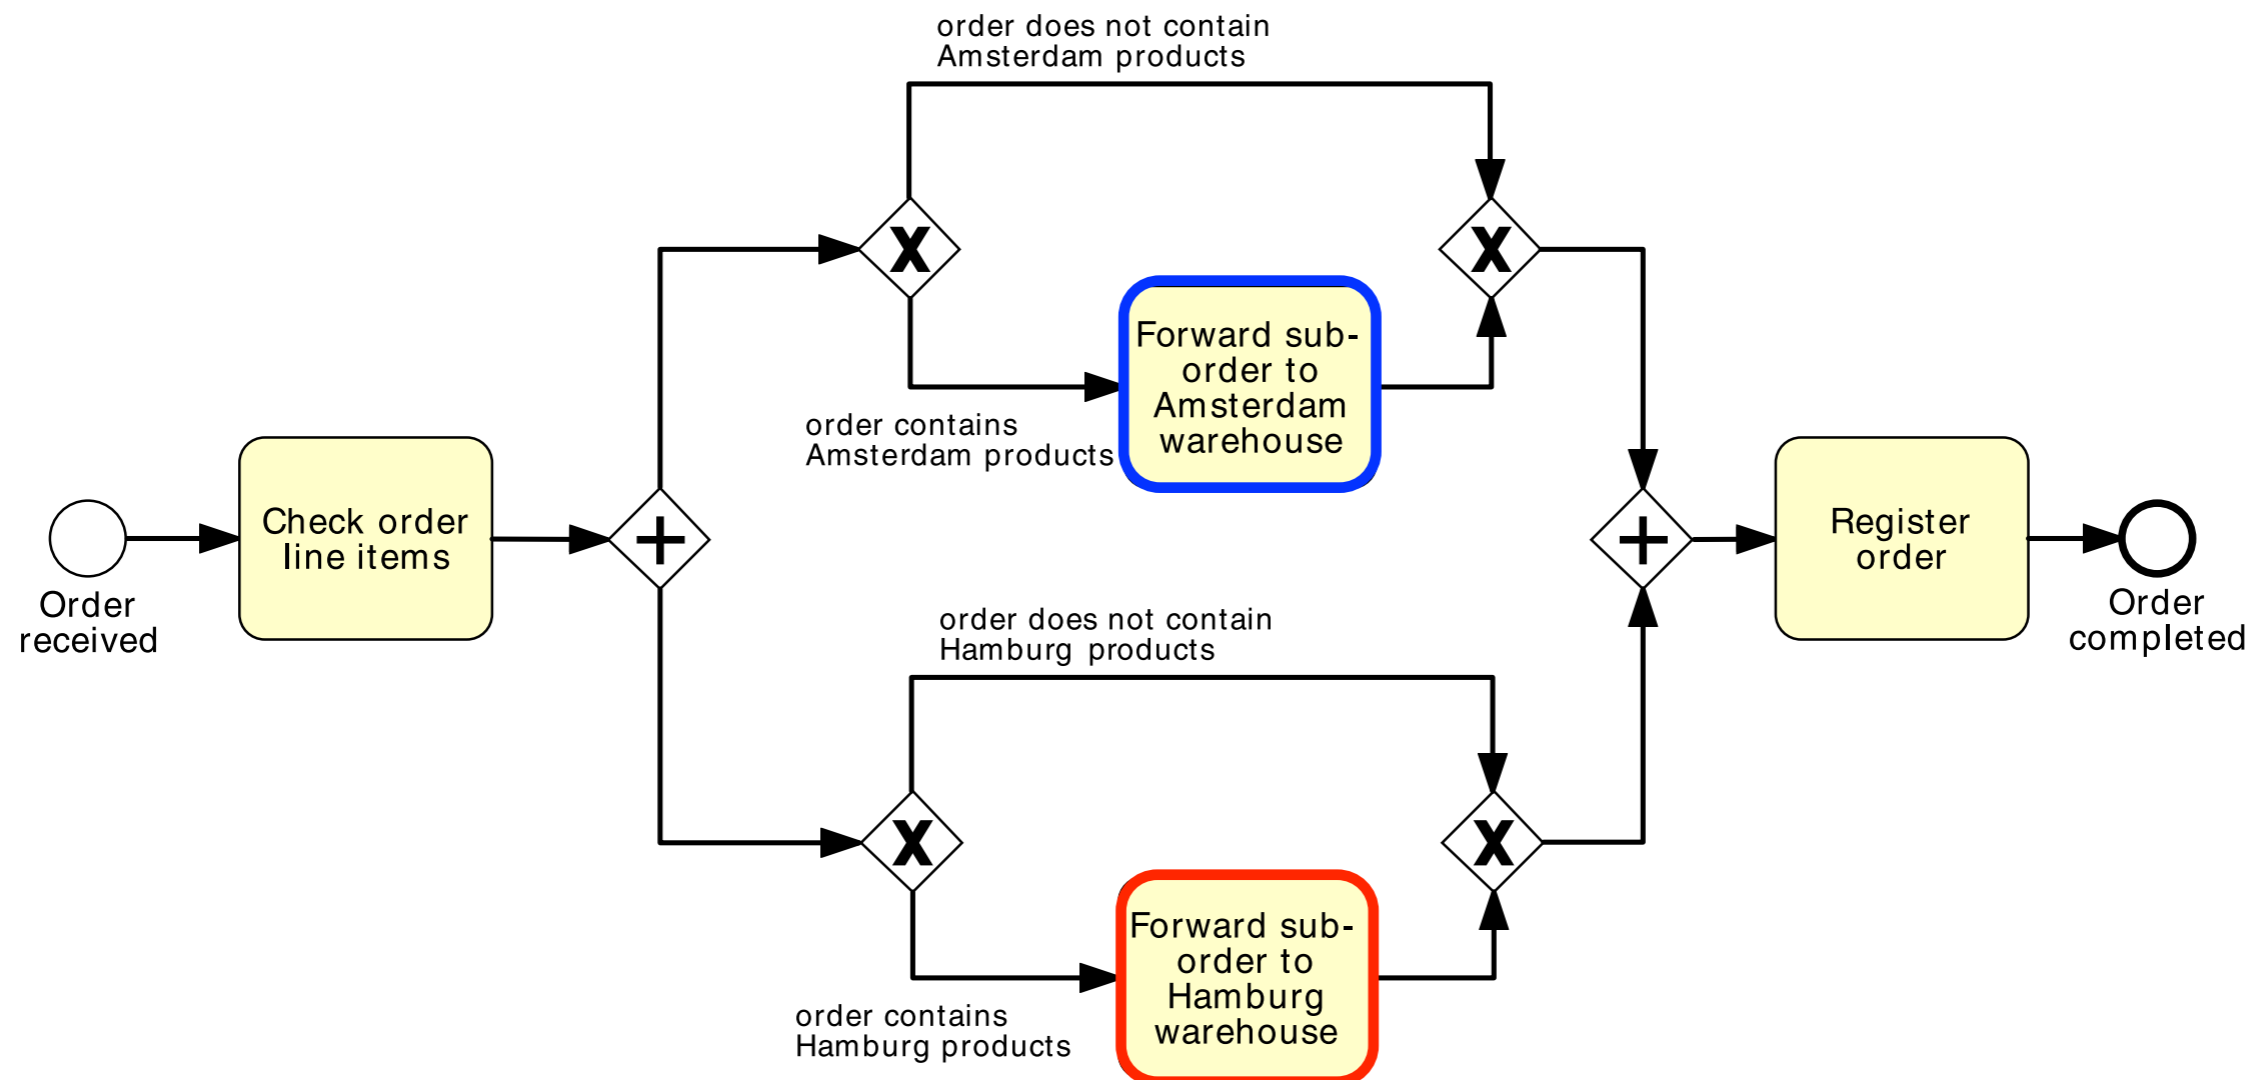 order does not contain
Amsterdam products
X
X
Forward sub-
order to
Amsterdam
warehouse
order contains
Amsterdam products
Order
received
Check order
line items
+
+
Register
order
Order
completed
order does not contain
Hamburg products
X
X
Forward sub-
order to
Hamburg
warehouse
order contains
Hamburg products